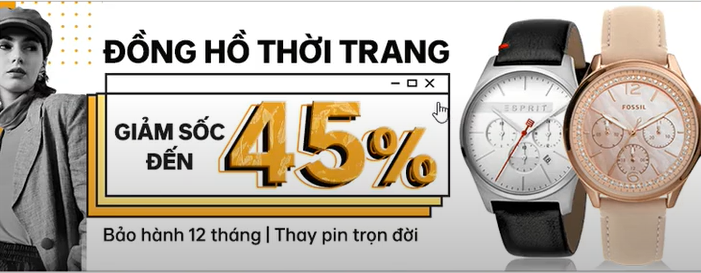 ĐỒNG HỒ THỜI TRANG
GIẢM SỐC
ĐẾN
45%
Bảo hành 12 tháng | Thay pin trọn đời
ESPRIT
FOSSIL